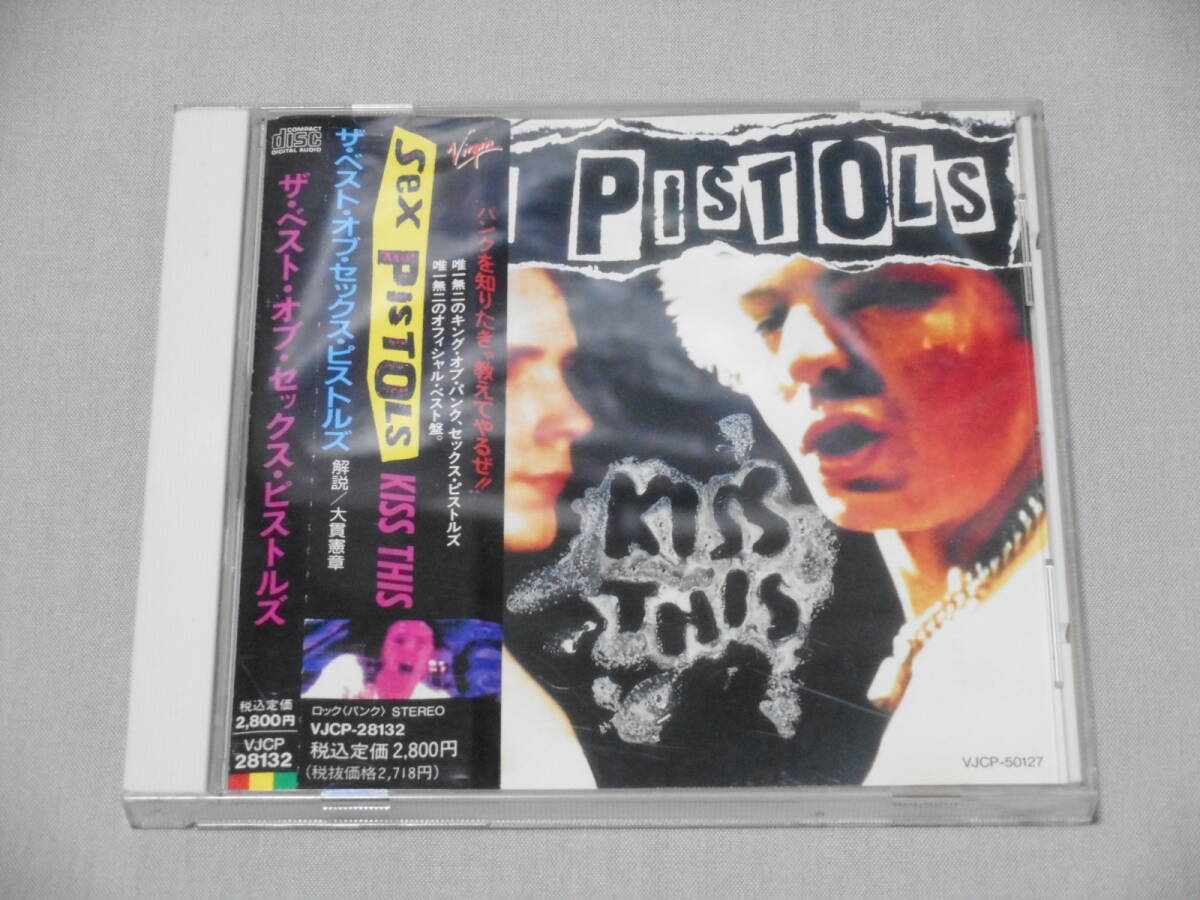 COMPACT
disc
DIGITAL AUDIO
ザ・ベスト・オブ・セックス・ピストルズ
税込定価
2,800円
VJCP
28132
ザ・ベスト・オブ・セックス・ピストルズ 解説/大貫憲章
Sex PISTOLS KISS THIS
Virgin
パンクを知りたきゃ教えてやるぜ!!
唯一無二のキング・オブ・パンク、セックス・ピストルズ
唯一無二のオフィシャル・ベスト盤。
ロック〈パンク〉 STEREO
VJCP-28132
税込定価2,800円
(税抜価格2,718円)
PiSTOLS
KISS
THIS
VJCP-50127